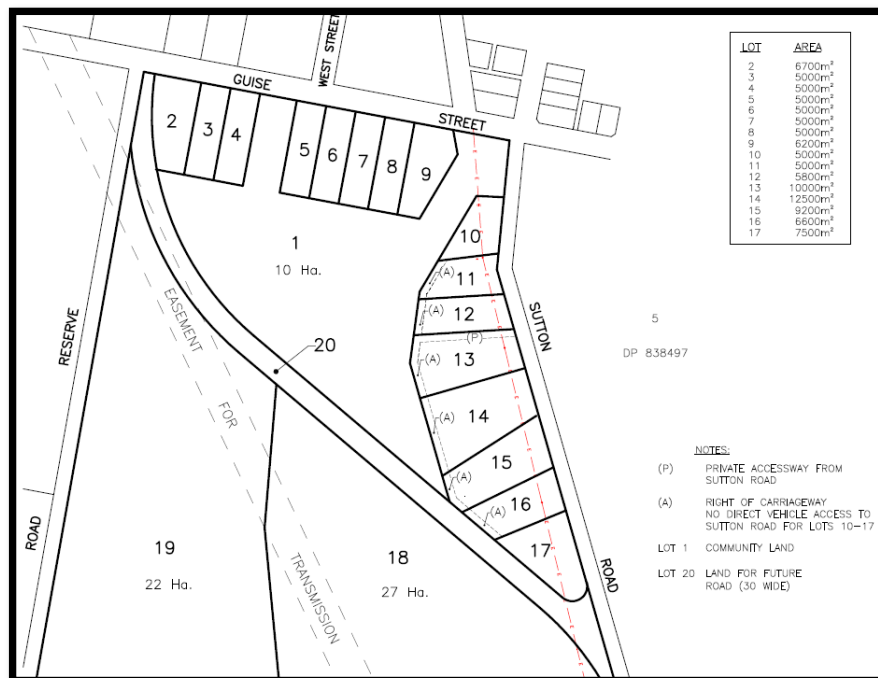 WEST STREET
GUISE
STREET
LOT AREA
2 6700m²
3 5000m²
4 5000m²
5 5000m²
6 5000m²
7 5000m²
8 5000m²
9 6200m²
10 5000m²
11 5000m²
12 5800m²
13 10000m²
14 12500m²
15 9200m²
16 6600m²
17 7500m²
2
3
4
5
6
7
8
9
10
1
10 Ha.
(A) 11
(A) 12
(P)
(A) 13
EASEMENT
FOR
TRANSMISSION
RESERVE
ROAD
SUTTON
ROAD
20
5
DP 838497
(A) 14
(A) 15
(A) 16
17
19
22 Ha.
18
27 Ha.
NOTES:
(P) PRIVATE ACCESSWAY FROM
SUTTON ROAD
(A) RIGHT OF CARRIAGEWAY
NO DIRECT VEHICLE ACCESS TO
SUTTON ROAD FOR LOTS 10-17
LOT 1 COMMUNITY LAND
LOT 20 LAND FOR FUTURE
ROAD (30 WIDE)